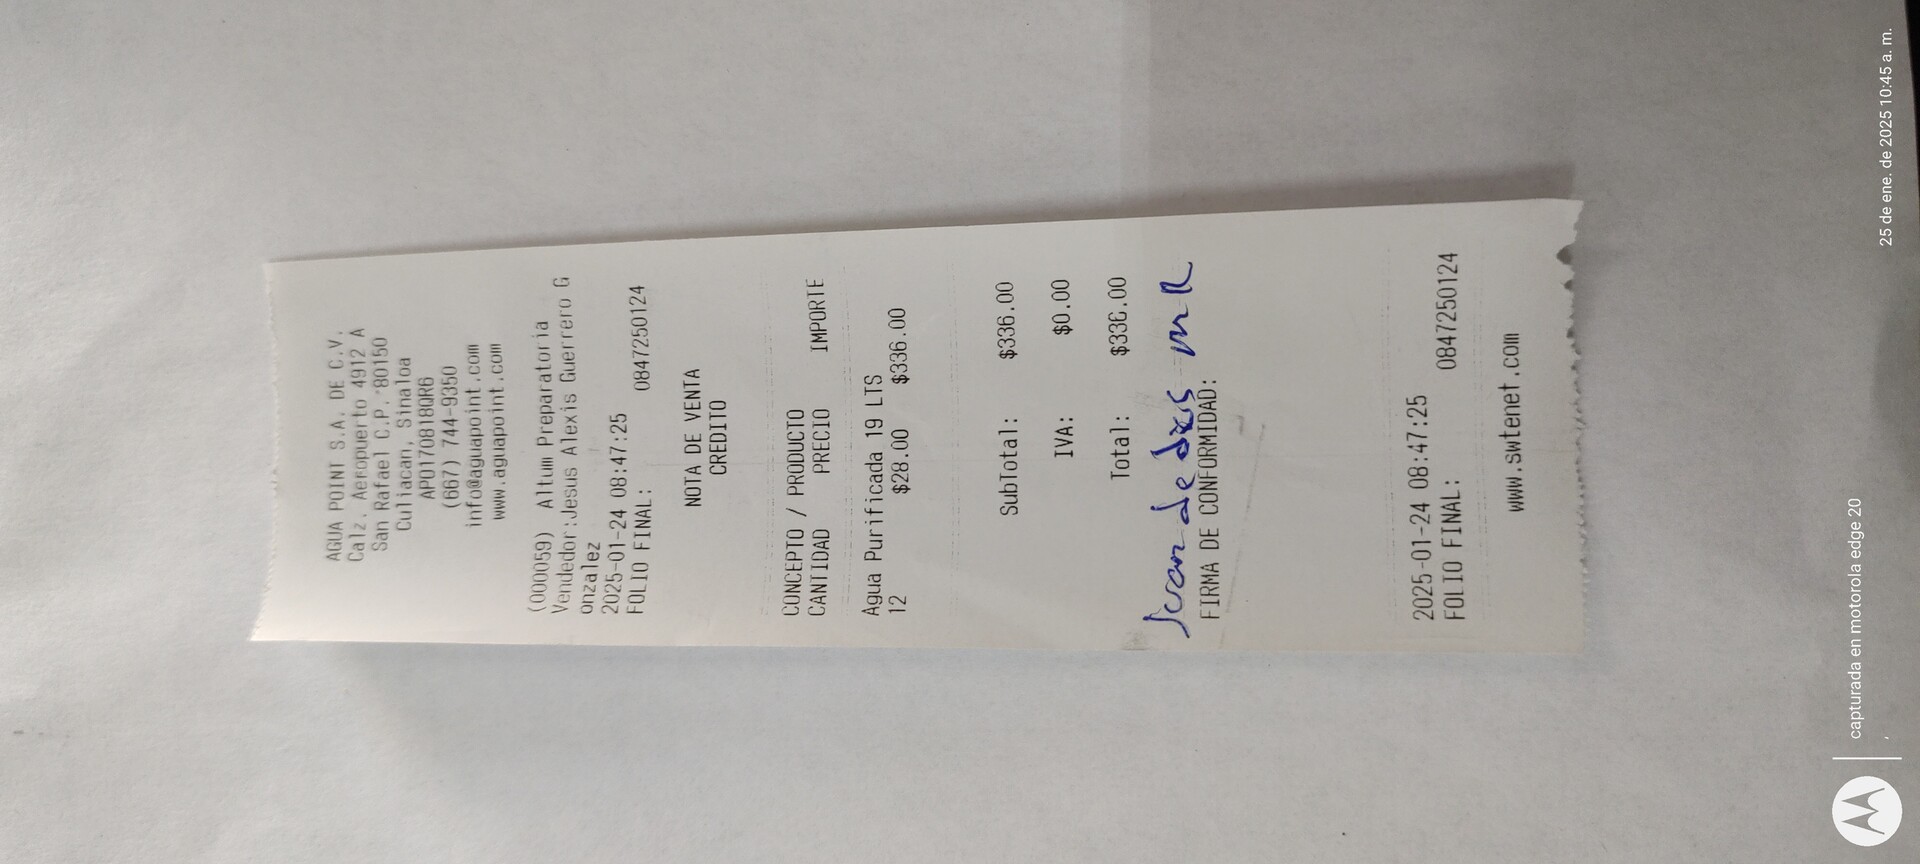 AGUA POINT S.A. DE C.V.
Calz. Aeropuerto 4912 A
San Rafael C.P. 80150
Culiacan, Sinaloa
APO170818QR6
(667) 744-9350
info@aguapoint.com
www.aguapoint.com
(000059) Altum Preparatoria
Vendedor:Jesus Alexis Guerrero G
onzalez
2025-01-24 08:47:25
FOLIO FINAL: 0847250124
NOTA DE VENTA
CREDITO
CONCEPTO / PRODUCTO
CANTIDAD PRECIO IMPORTE
Agua Purificada 19 LTS
12 $28.00 $336.00
SubTotal: $336.00
IVA: $0.00
Total: $336.00
Juan de dios m R
FIRMA DE CONFORMIDAD:
2025-01-24 08:47:25
FOLIO FINAL: 0847250124
www.swtenet.com
capturada en motorola edge 20
25 de ene. de 2025 10:45 a. m.